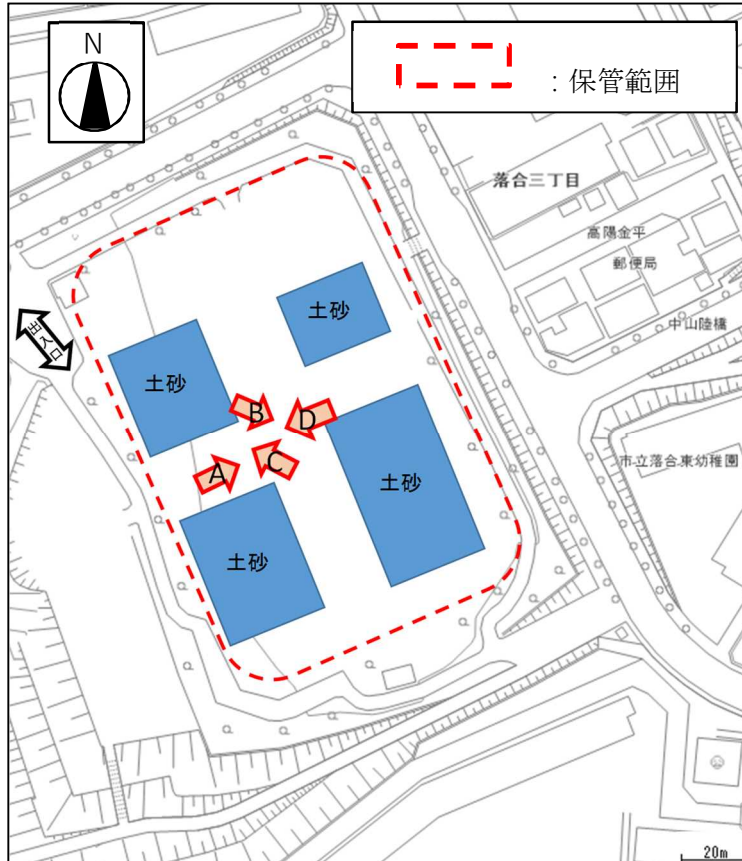 N
：保管範囲
落合三丁目
高陽金平
郵便局
中山陸橋
出入口
土砂
土砂
B
D
市立落合東幼稚園
A
C
土砂
土砂
20m